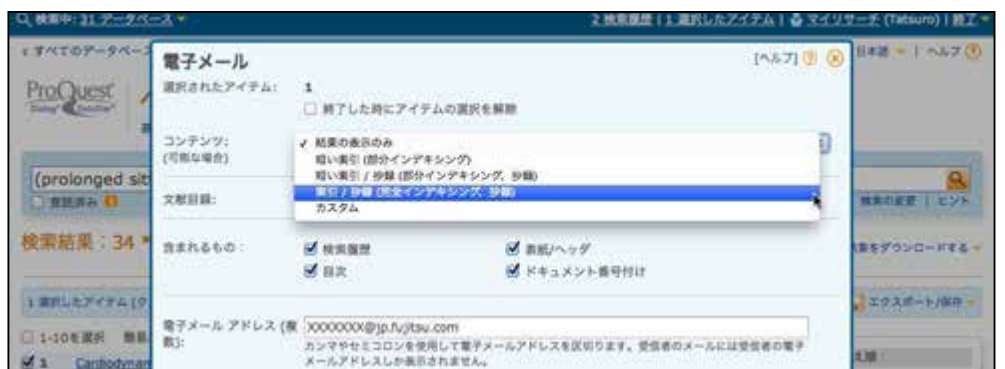 検索中: 31 データベース
2 検索履歴 | 1 選択したアイテム | マイリサーチ (Tatsuro) | 終了
すべてのデータベース
日本語 | ヘルプ
ProQuest
電子メール
[ヘルプ]
選択されたアイテム: 1
終了した時にアイテムの選択を解除
コンテンツ:
(可能な場合)
結果の表示のみ
短い索引 (部分インデキシング)
短い索引 / 抄録 (部分インデキシング、抄録)
索引 / 抄録 (完全インデキシング、抄録)
カスタム
(prolonged sit
査読済み
文献目録:
検索の変更 | ヒント
検索結果: 34
含まれるもの:
検索履歴
表紙/ヘッダ
目次
ドキュメント番号付け
をダウンロードする
1 選択したアイテム [ク
エクスポート/保存
1-10を選択
電子メール アドレス (複数):
XXXXXXX@jp.fujitsu.com
カンマやセミコロンを使用して電子メールアドレスを区切ります。受信者のメールには受信者の電子
メールアドレスしか表示されません。
1 Cardiodynam